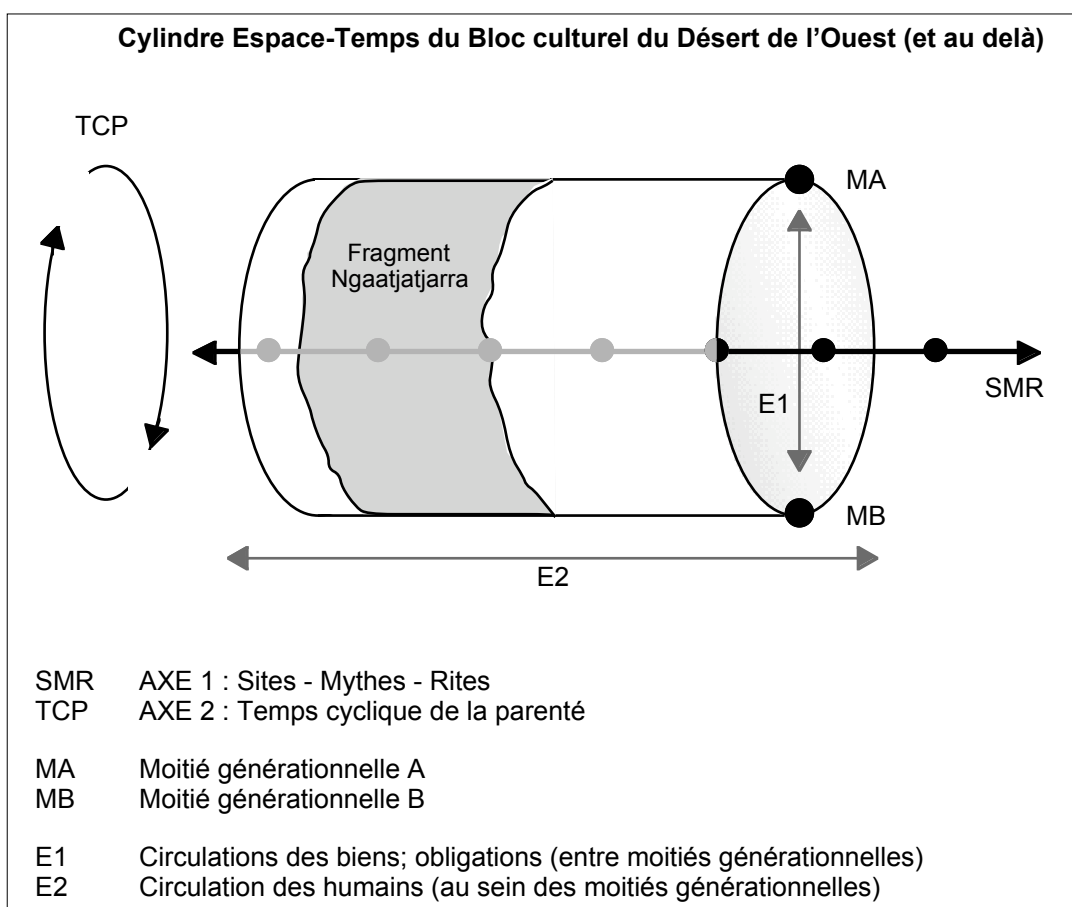 Cylindre Espace-Temps du Bloc culturel du Désert de l’Ouest (et au delà)
TCP
MA
Fragment
Ngaatjatjarra
SMR
E1
MB
E2
SMR AXE 1 : Sites - Mythes - Rites
TCP AXE 2 : Temps cyclique de la parenté
MA Moitié générationnelle A
MB Moitié générationnelle B
E1 Circulations des biens; obligations (entre moitiés générationnelles)
E2 Circulation des humains (au sein des moitiés générationnelles)